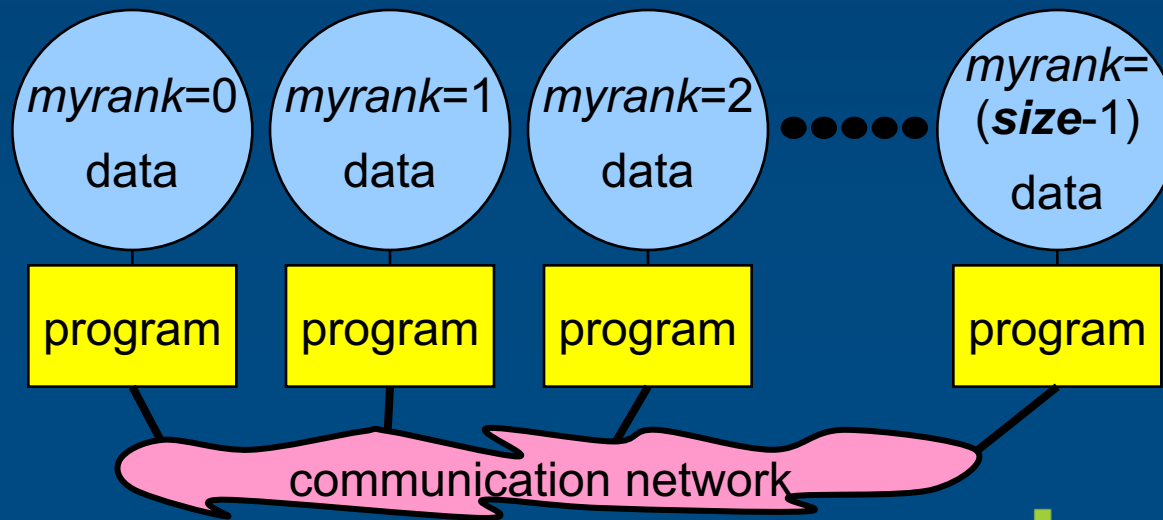 myrank=0
data
myrank=1
data
myrank=2
data
myrank=
(size-1)
data
program
program
program
program
communication network